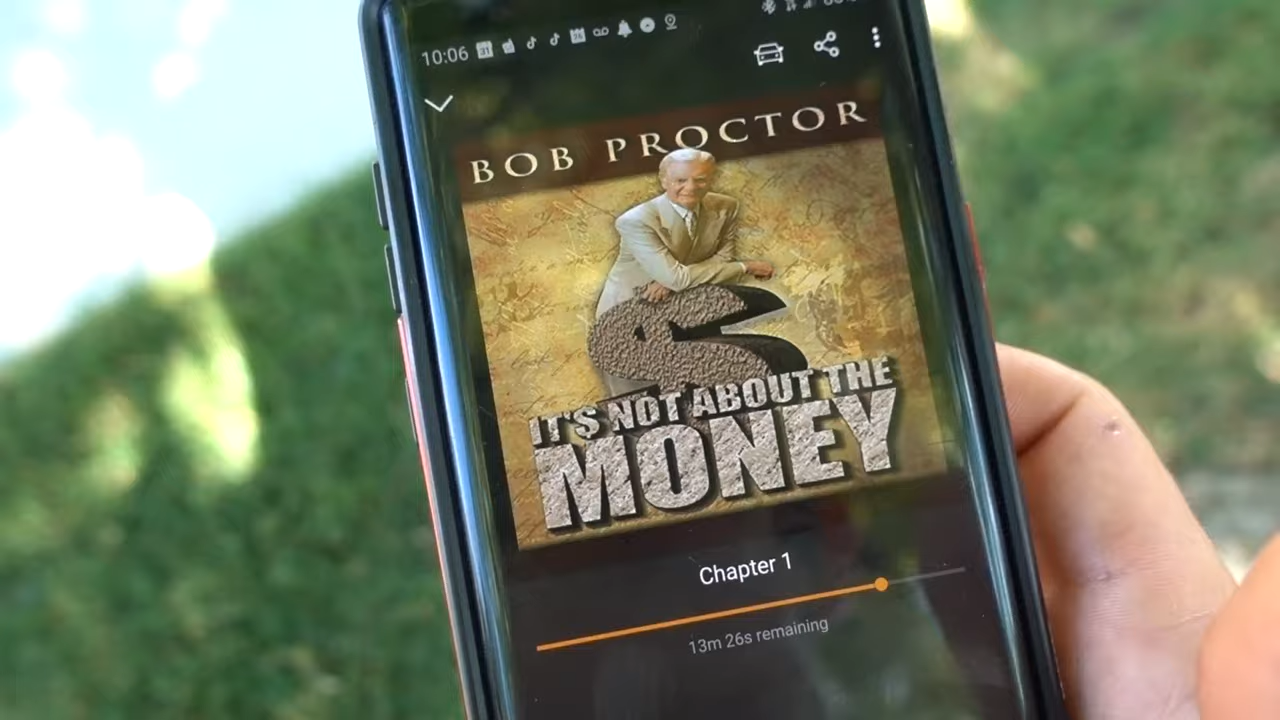 10:06
BOB PROCTOR
IT'S NOT ABOUT THE
MONEY
Chapter 1
13m 26s remaining